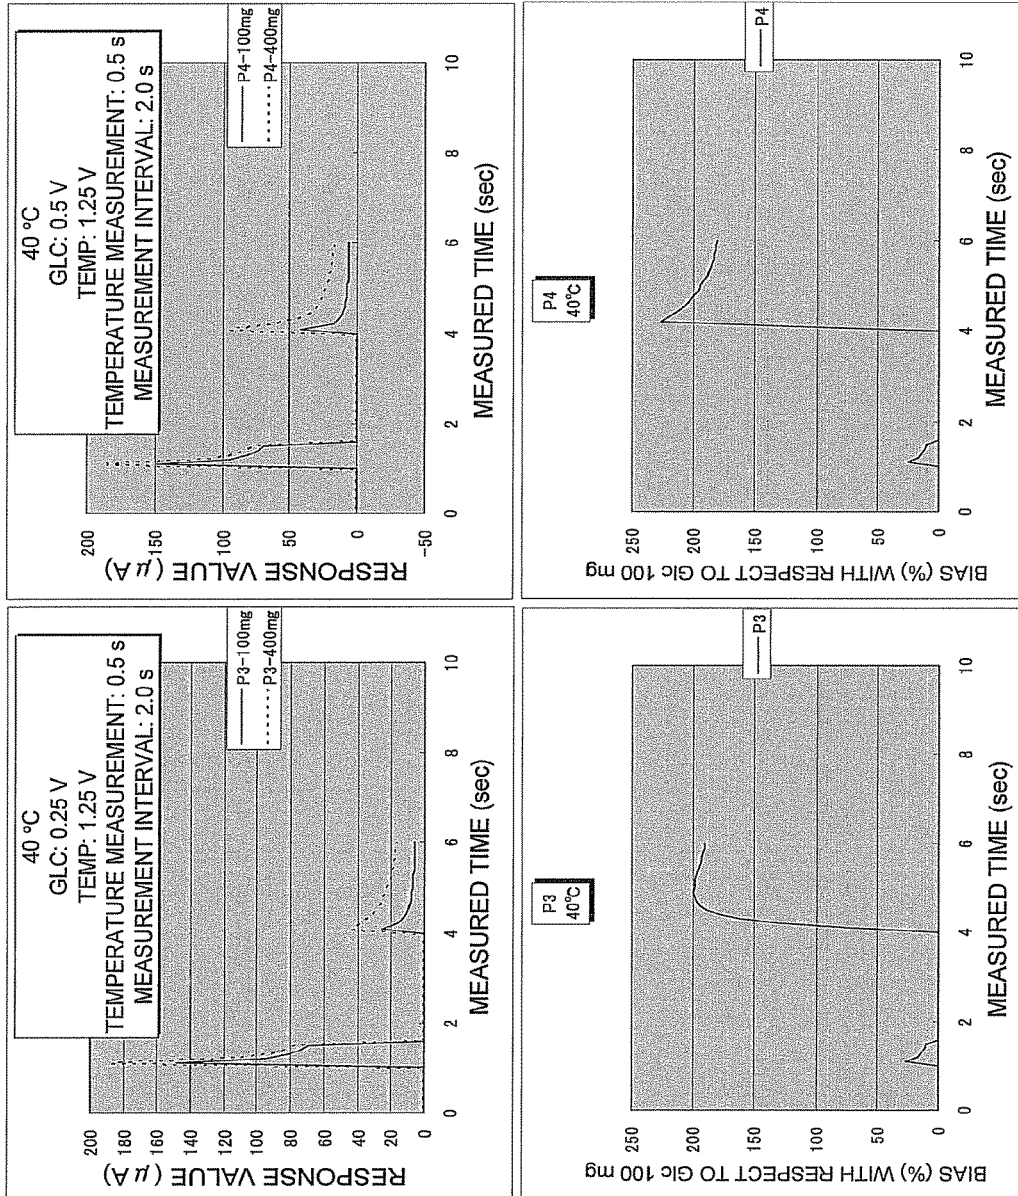 40 °C
GLC: 0.25 V
TEMP: 1.25 V
TEMPERATURE MEASUREMENT: 0.5 s
MEASUREMENT INTERVAL: 2.0 s
P3-100mg
P3-400mg
RESPONSE VALUE (μA)
200
180
160
140
120
100
80
60
40
20
0
0
2
4
6
8
10
MEASURED TIME (sec)
40 °C
GLC: 0.5 V
TEMP: 1.25 V
TEMPERATURE MEASUREMENT: 0.5 s
MEASUREMENT INTERVAL: 2.0 s
P4-100mg
P4-400mg
RESPONSE VALUE (μA)
200
150
100
50
0
-50
0
2
4
6
8
10
MEASURED TIME (sec)
P3
40°C
P3
BIAS (%) WITH RESPECT TO Glc 100 mg
250
200
150
100
50
0
0
2
4
6
8
10
MEASURED TIME (sec)
P4
40°C
P4
BIAS (%) WITH RESPECT TO Glc 100 mg
250
200
150
100
50
0
0
2
4
6
8
10
MEASURED TIME (sec)